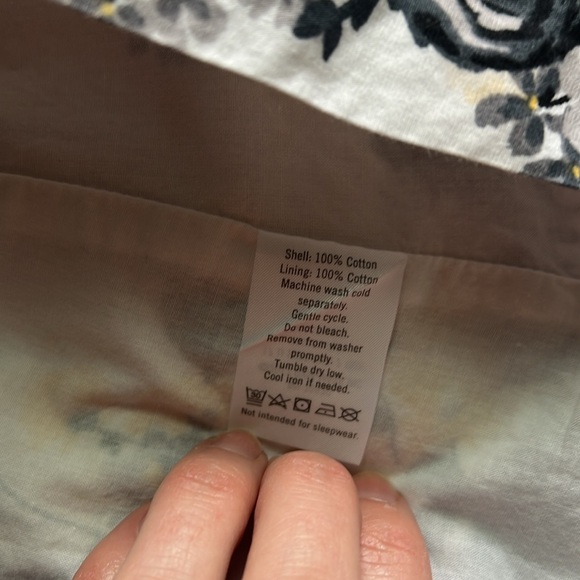 Shell: 100% Cotton
Lining: 100% Cotton
Machine wash cold
separately.
Gentle cycle.
Do not bleach.
Remove from washer
promptly.
Tumble dry low.
Cool iron if needed.
30
Not intended for sleepwear.